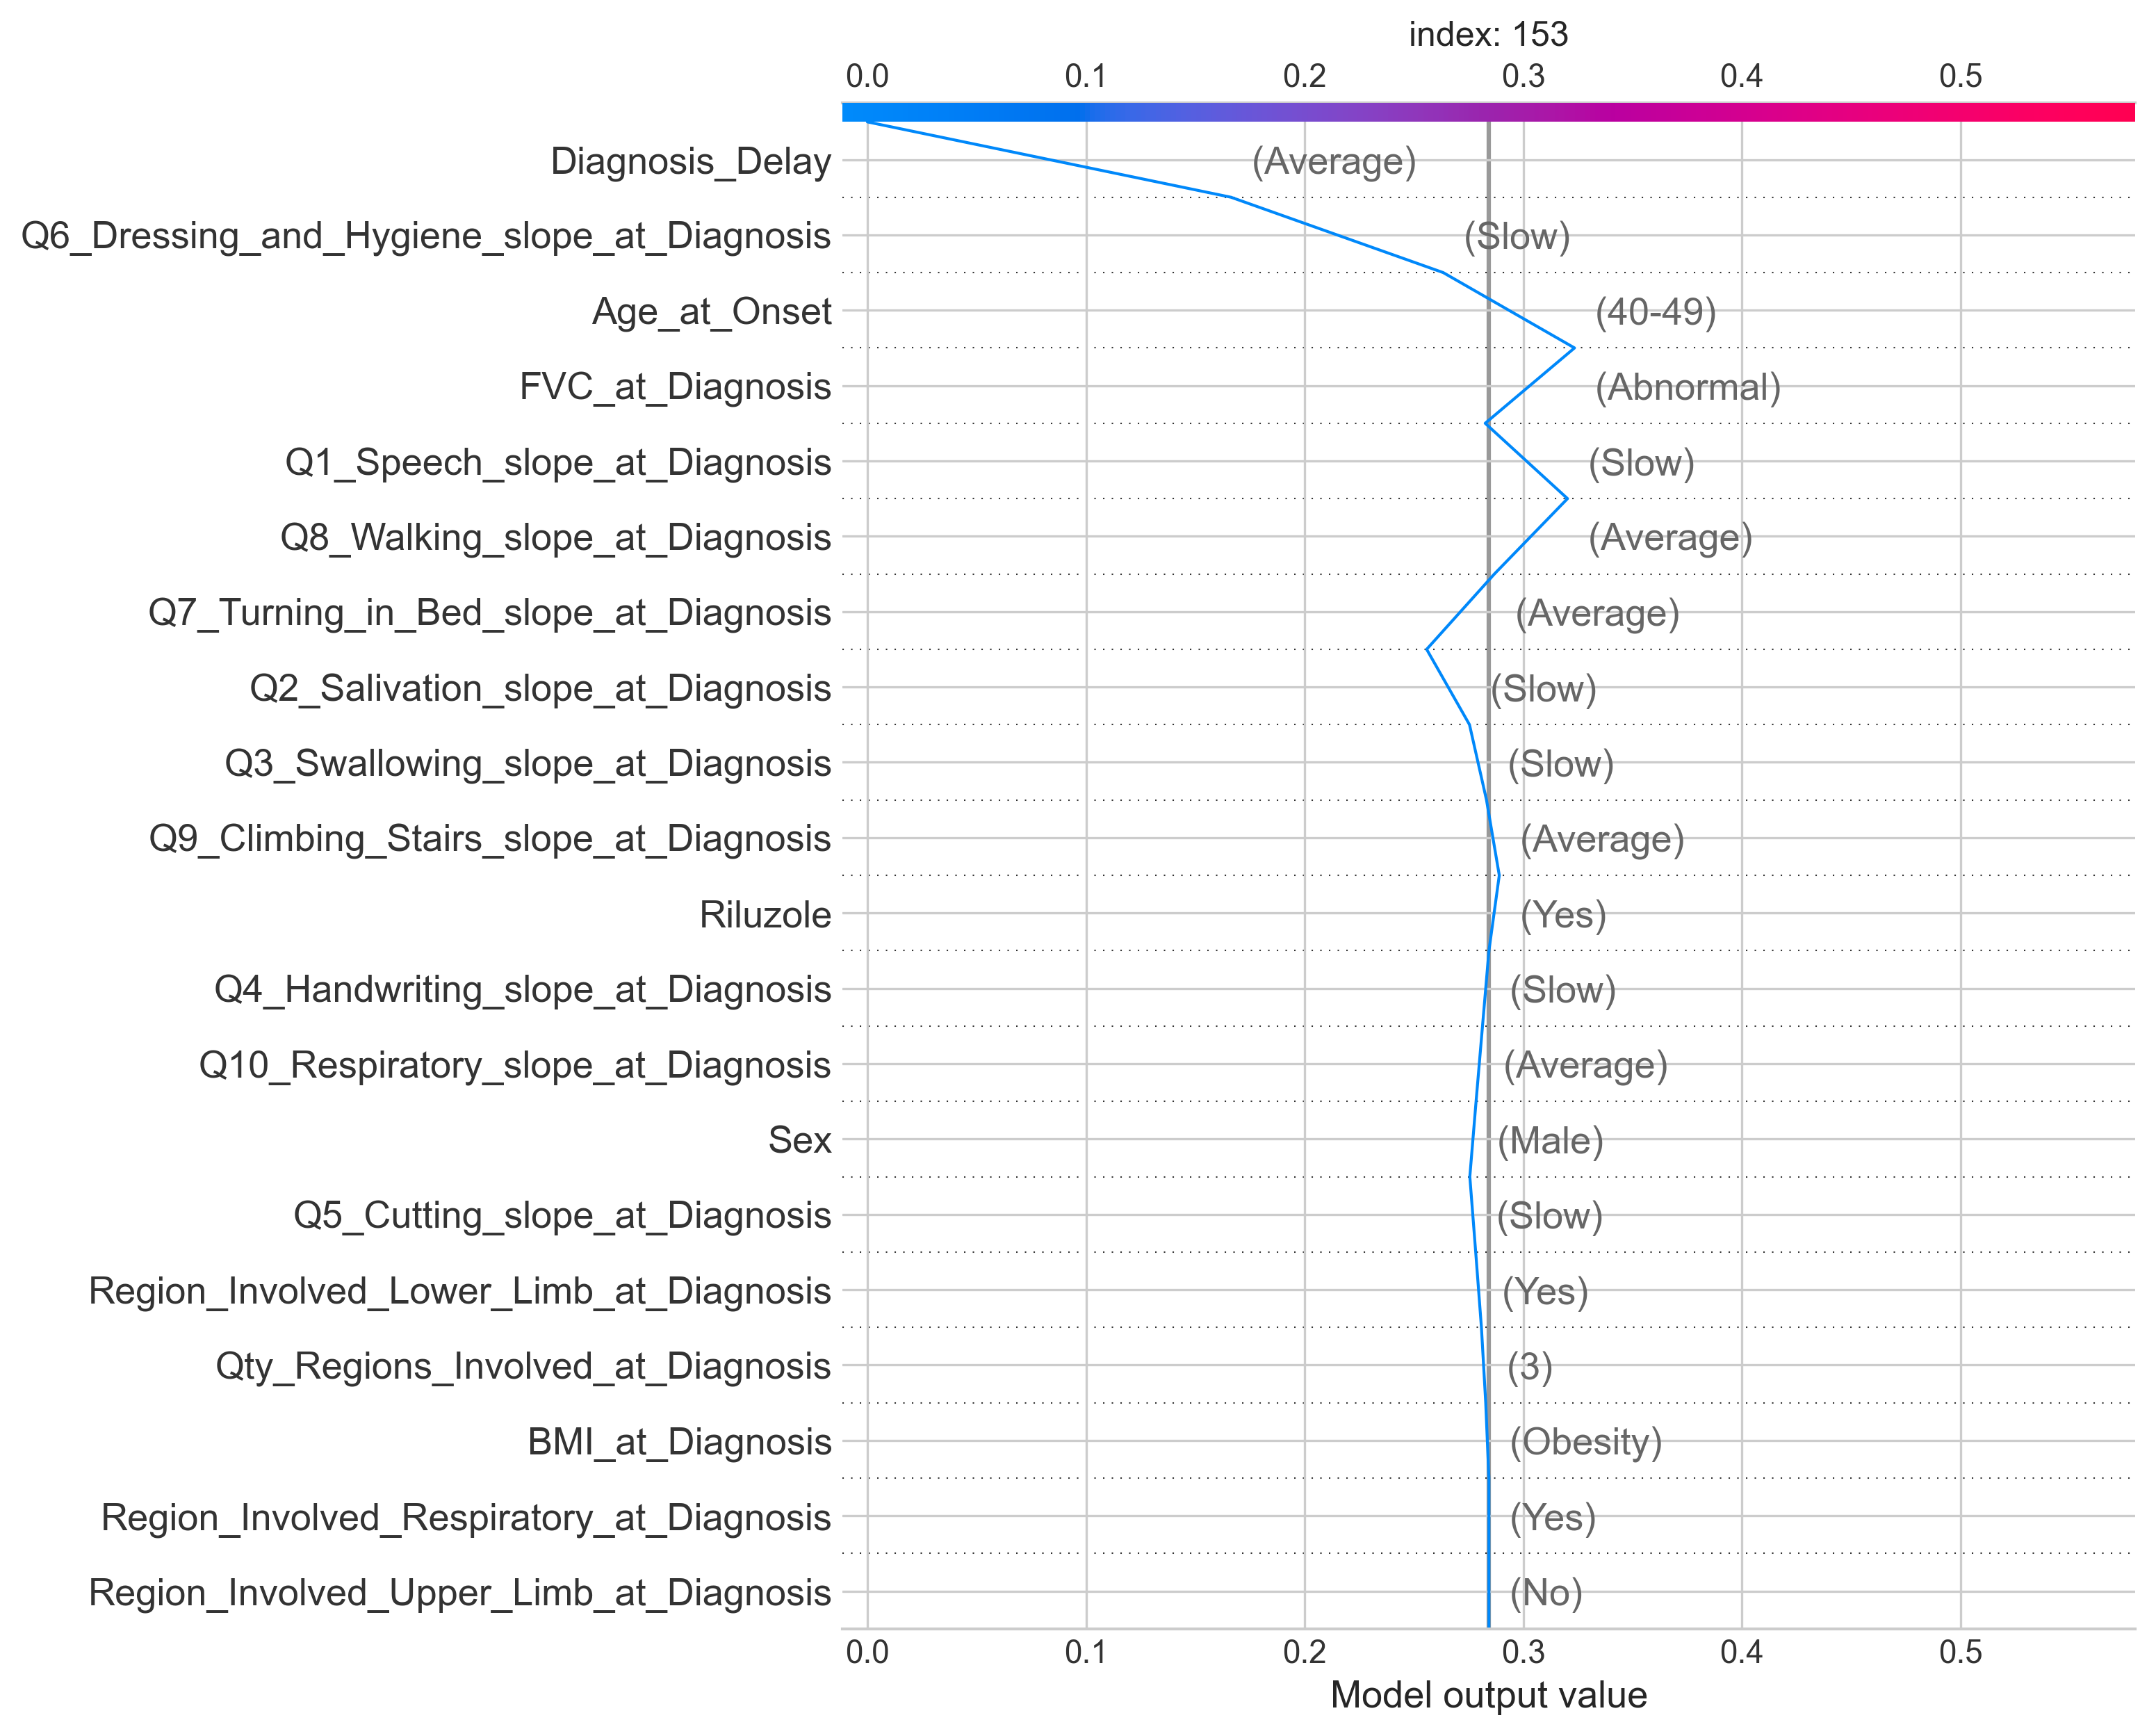 index: 153
0.0 0.1 0.2 0.3 0.4 0.5
Diagnosis_Delay (Average)
Q6_Dressing_and_Hygiene_slope_at_Diagnosis (Slow)
Age_at_Onset (40-49)
FVC_at_Diagnosis (Abnormal)
Q1_Speech_slope_at_Diagnosis (Slow)
Q8_Walking_slope_at_Diagnosis (Average)
Q7_Turning_in_Bed_slope_at_Diagnosis (Average)
Q2_Salivation_slope_at_Diagnosis (Slow)
Q3_Swallowing_slope_at_Diagnosis (Slow)
Q9_Climbing_Stairs_slope_at_Diagnosis (Average)
Riluzole (Yes)
Q4_Handwriting_slope_at_Diagnosis (Slow)
Q10_Respiratory_slope_at_Diagnosis (Average)
Sex (Male)
Q5_Cutting_slope_at_Diagnosis (Slow)
Region_Involved_Lower_Limb_at_Diagnosis (Yes)
Qty_Regions_Involved_at_Diagnosis (3)
BMI_at_Diagnosis (Obesity)
Region_Involved_Respiratory_at_Diagnosis (Yes)
Region_Involved_Upper_Limb_at_Diagnosis (No)
0.0 0.1 0.2 0.3 0.4 0.5
Model output value